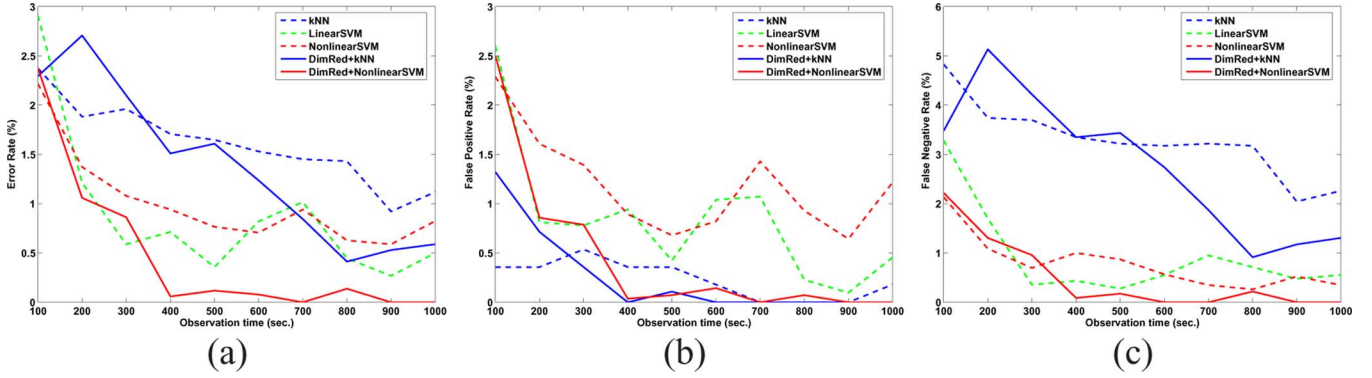 3
2.5
2
1.5
1
0.5
0
Error Rate (%)
kNN
LinearSVM
NonlinearSVM
DimRed+kNN
DimRed+NonlinearSVM
100 200 300 400 500 600 700 800 900 1000
Observation time (sec.)
(a)
3
2.5
2
1.5
1
0.5
0
False Positive Rate (%)
kNN
LinearSVM
NonlinearSVM
DimRed+kNN
DimRed+NonlinearSVM
100 200 300 400 500 600 700 800 900 1000
Observation time (sec.)
(b)
6
5
4
3
2
1
0
False Negative Rate (%)
kNN
LinearSVM
NonlinearSVM
DimRed+kNN
DimRed+NonlinearSVM
100 200 300 400 500 600 700 800 900 1000
Observation time (sec.)
(c)